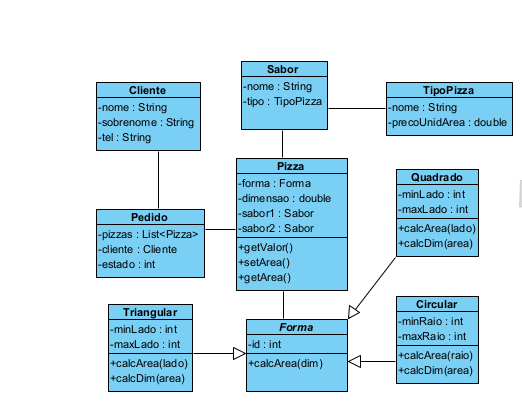 Sabor
-nome : String
-tipo : TipoPizza
Cliente
-nome : String
-sobrenome : String
-tel : String
TipoPizza
-nome : String
-precoUnidArea : double
Pizza
-forma : Forma
-dimensao : double
-sabor1 : Sabor
-sabor2 : Sabor
+getValor()
+setArea()
+getArea()
Quadrado
-minLado : int
-maxLado : int
+calcArea(lado)
+calcDim(area)
Pedido
-pizzas : List<Pizza>
-cliente : Cliente
-estado : int
Triangular
-minLado : int
-maxLado : int
+calcArea(lado)
+calcDim(area)
Forma
-id : int
+calcArea(dim)
Circular
-minRaio : int
-maxRaio : int
+calcArea(raio)
+calcDim(area)